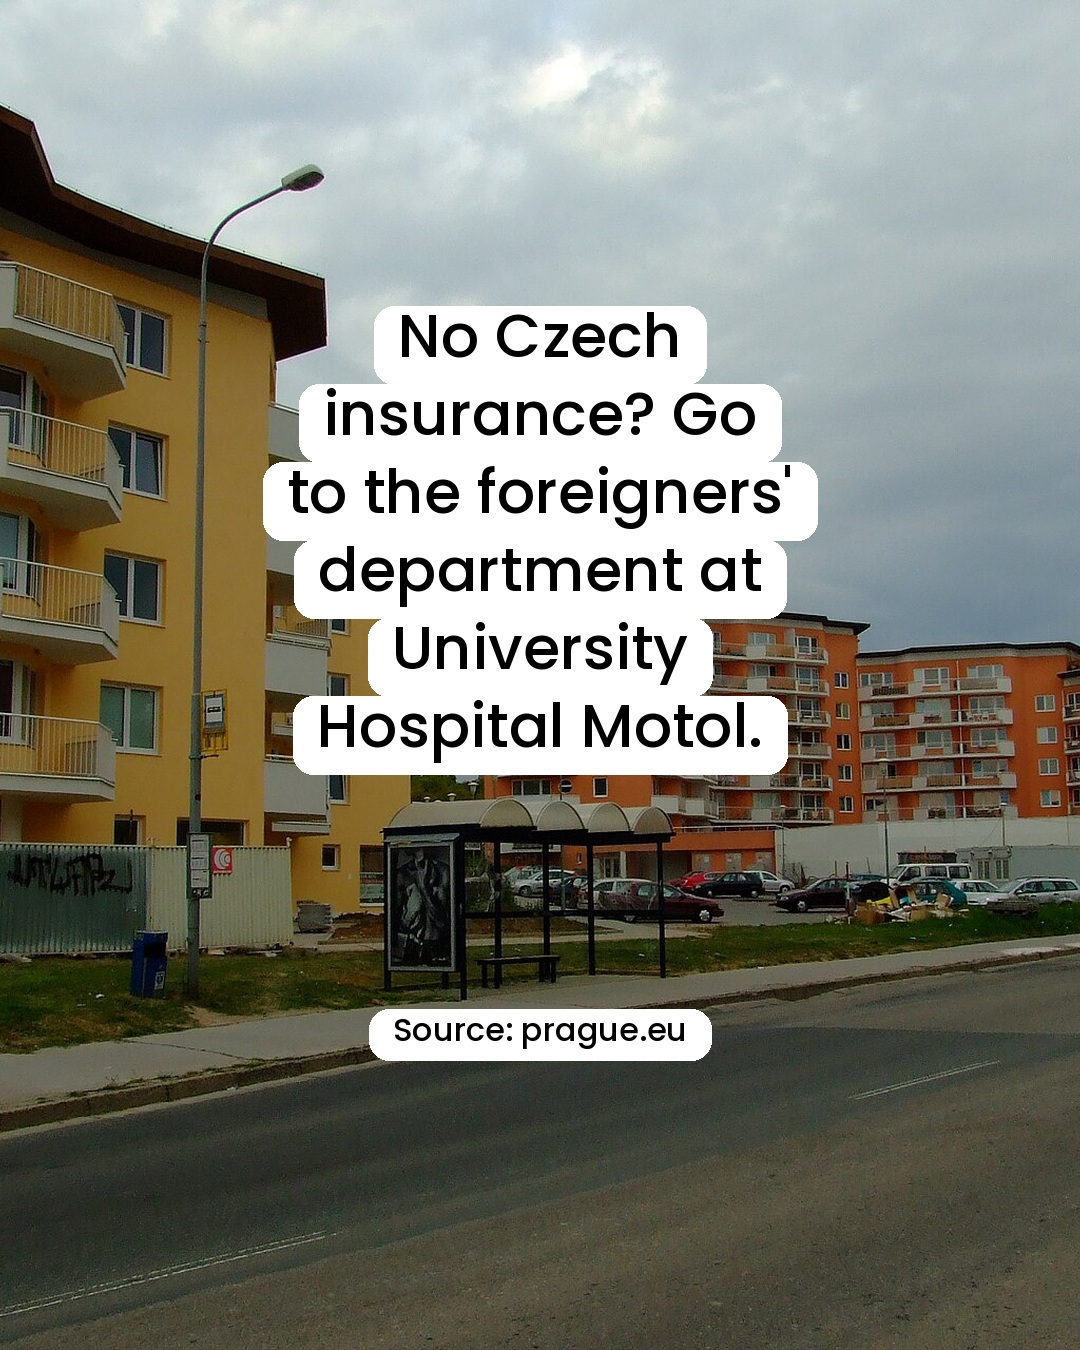 No Czech
insurance? Go
to the foreigners'
department at
University
Hospital Motol.
Source: prague.eu